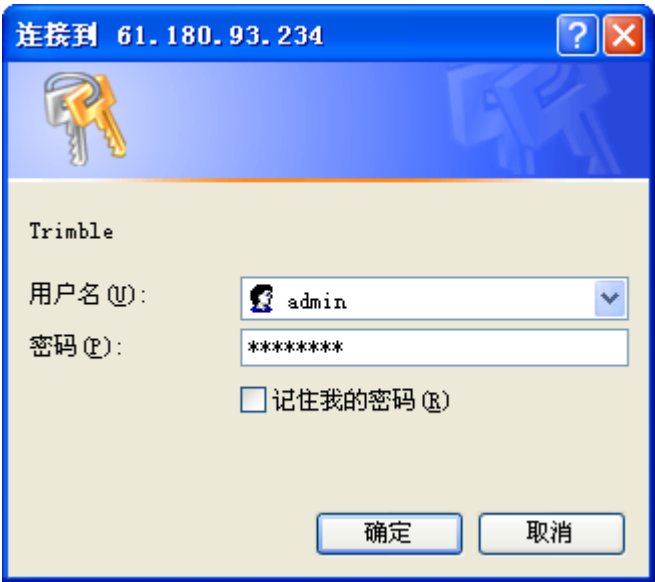 连接到 61.180.93.234
Trimble
用户名(U):
admin
密码(P):
********
记住我的密码(R)
确定
取消